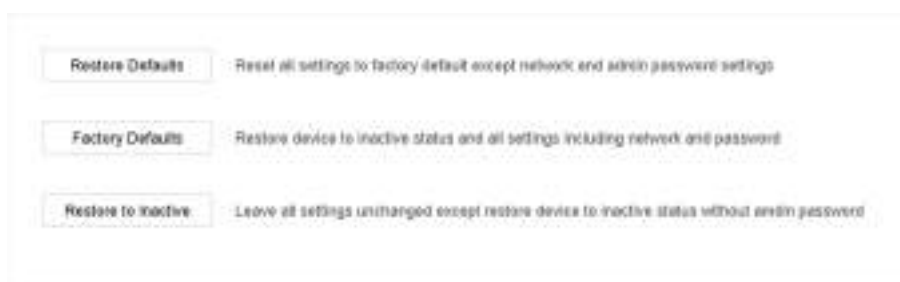 Restore Defaults Reset all settings to factory default except network and admin password settings
Factory Defaults Restore device to inactive status and all settings including network and password
Restore to Inactive Leave all settings unchanged except restore device to inactive status without amdin password